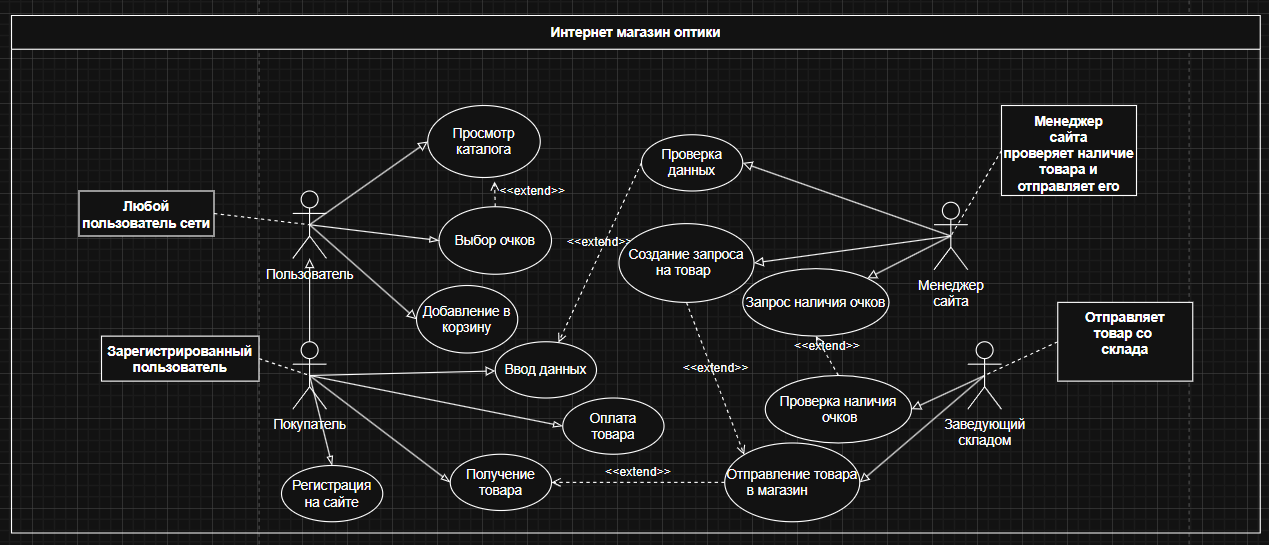 Интернет магазин оптики
Просмотр
каталога
<<extend>>
Выбор очков
Добавление в
корзину
Любой
пользователь сети
Пользователь
Зарегистрированный
пользователь
Покупатель
Регистрация
на сайте
Ввод данных
Оплата
товара
Получение
товара
<<extend>>
Проверка
данных
<<extend>>
Создание запроса
на товар
Запрос наличия очков
<<extend>>
<<extend>>
Проверка наличия
очков
Отправление товара
в магазин
Менеджер
сайта
проверяет наличие
товара и
отправляет его
Менеджер
сайта
Отправляет
товар со
склада
Заведующий
складом